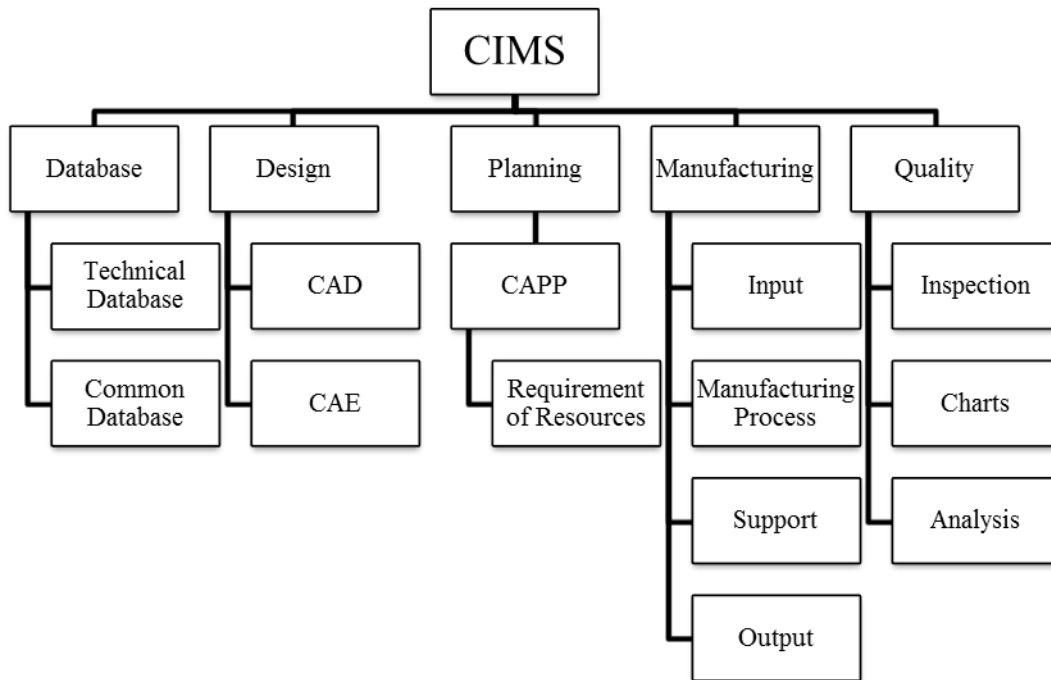 CIMS
Database
Design
Planning
Manufacturing
Quality
Technical
Database
CAD
CAPP
Input
Inspection
Common
Database
CAE
Requirement
of Resources
Manufacturing
Process
Charts
Support
Analysis
Output